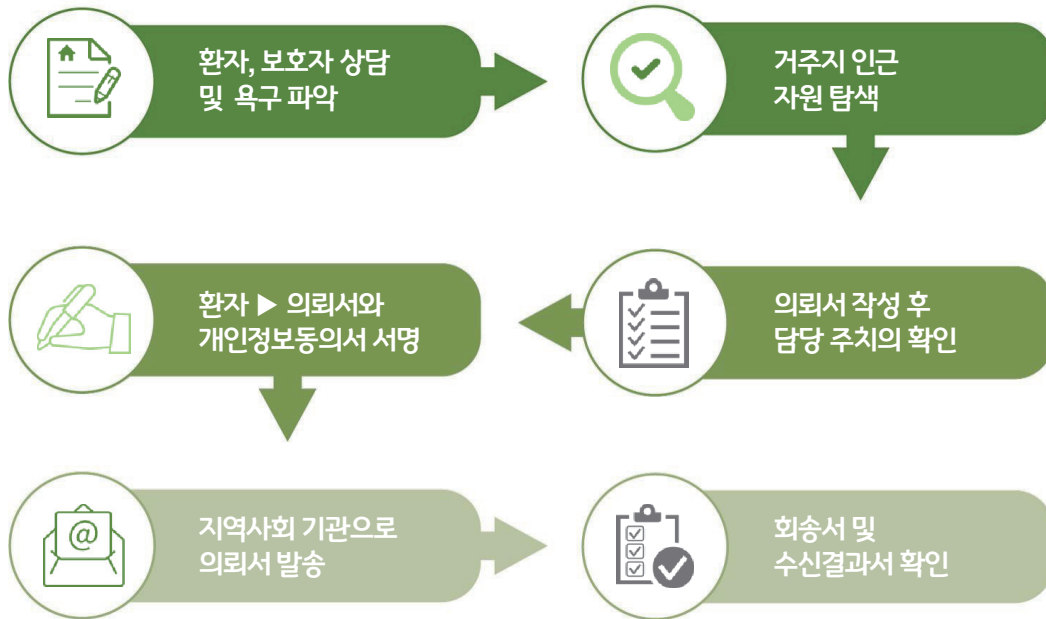 환자, 보호자 상담
및 욕구 파악
거주지 인근
자원 탐색
의뢰서 작성 후
담당 주치의 확인
환자 ▶ 의뢰서와
개인정보동의서 서명
@
지역사회 기관으로
의뢰서 발송
회송서 및
수신결과서 확인